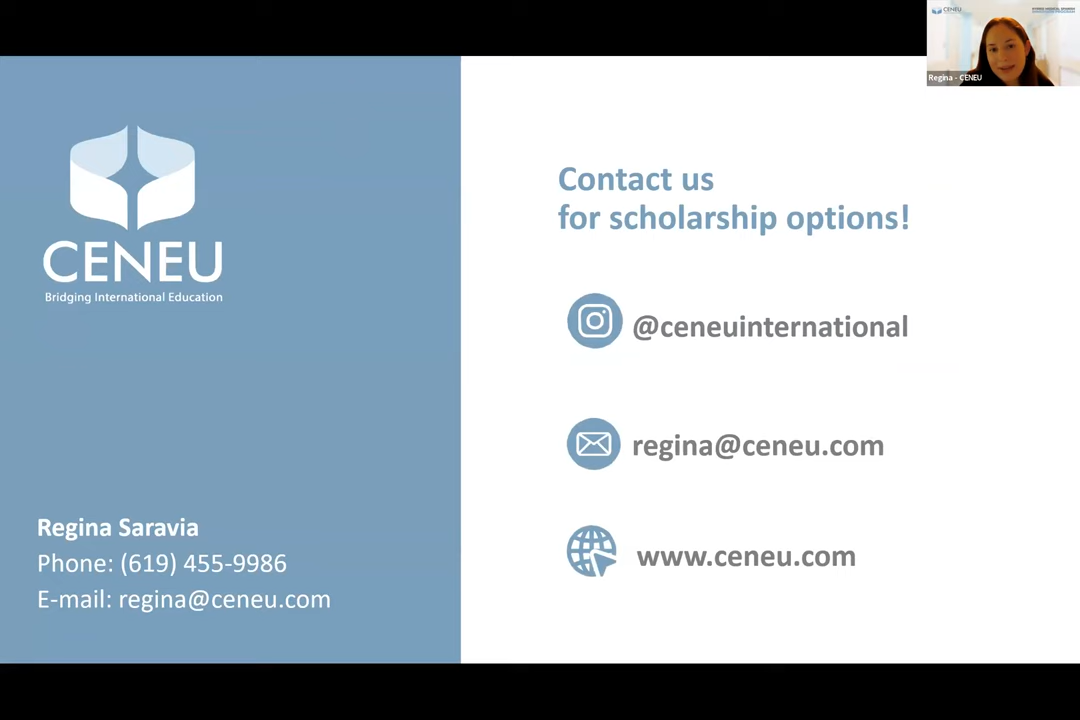 CENEU
Regina - CENEU
CENEU
Bridging International Education
Regina Saravia
Phone: (619) 455-9986
E-mail: regina@ceneu.com
Contact us
for scholarship options!
@ceneuinternational
regina@ceneu.com
www.ceneu.com